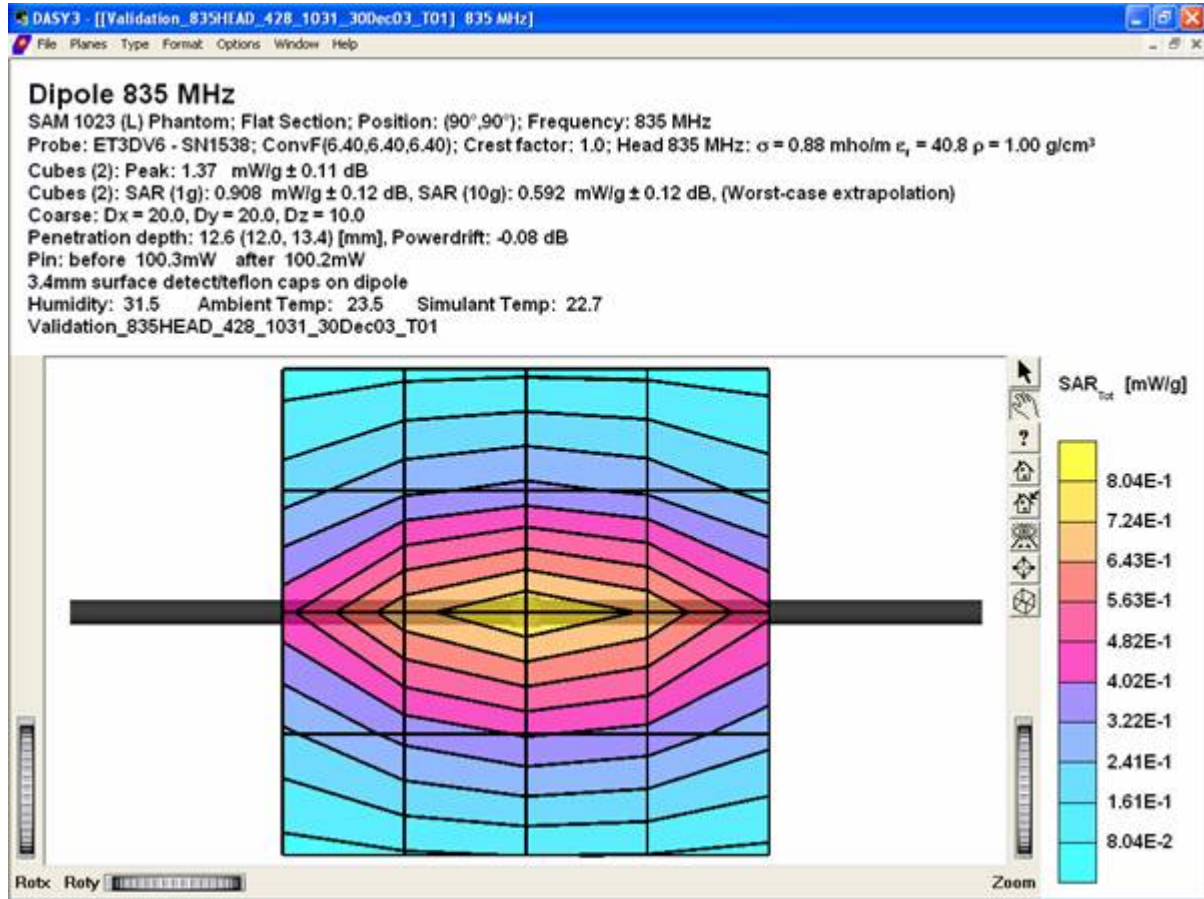 DASY3 - [[Validation_835HEAD_428_1031_30Dec03_T01] 835 MHz]
File Planes Type Format Options Window Help
Dipole 835 MHz
SAM 1023 (L) Phantom; Flat Section; Position: (90°,90°); Frequency: 835 MHz
Probe: ET3DV6 - SN1538; ConvF(6.40,6.40,6.40); Crest factor: 1.0; Head 835 MHz: σ = 0.88 mho/m εr = 40.8 ρ = 1.00 g/cm³
Cubes (2): Peak: 1.37 mW/g ± 0.11 dB
Cubes (2): SAR (1g): 0.908 mW/g ± 0.12 dB, SAR (10g): 0.592 mW/g ± 0.12 dB, (Worst-case extrapolation)
Coarse: Dx = 20.0, Dy = 20.0, Dz = 10.0
Penetration depth: 12.6 (12.0, 13.4) [mm], Powerdrift: -0.08 dB
Pin: before 100.3mW after 100.2mW
3.4mm surface detect/teflon caps on dipole
Humidity: 31.5 Ambient Temp: 23.5 Simulant Temp: 22.7
Validation_835HEAD_428_1031_30Dec03_T01
SARTot [mW/g]
?
8.04E-1
7.24E-1
6.43E-1
5.63E-1
4.82E-1
4.02E-1
3.22E-1
2.41E-1
1.61E-1
8.04E-2
Rotx Roty Zoom